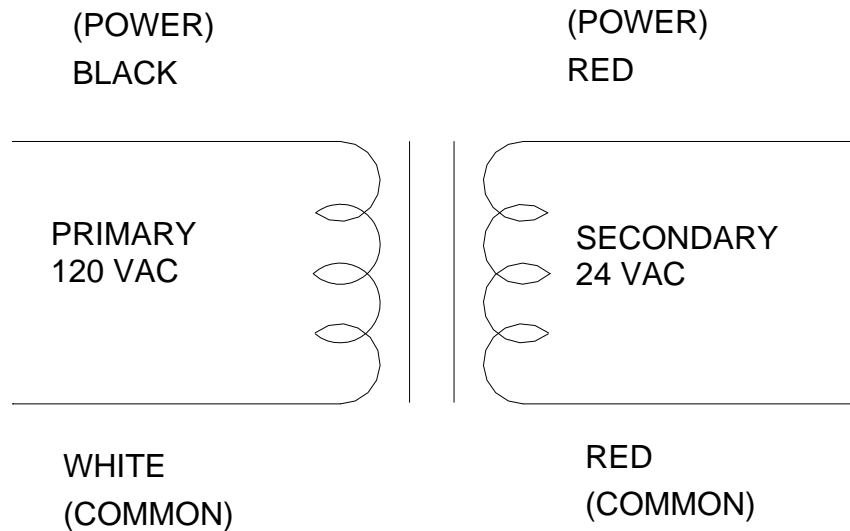 (POWER)
BLACK
(POWER)
RED
PRIMARY
120 VAC
SECONDARY
24 VAC
WHITE
(COMMON)
RED
(COMMON)